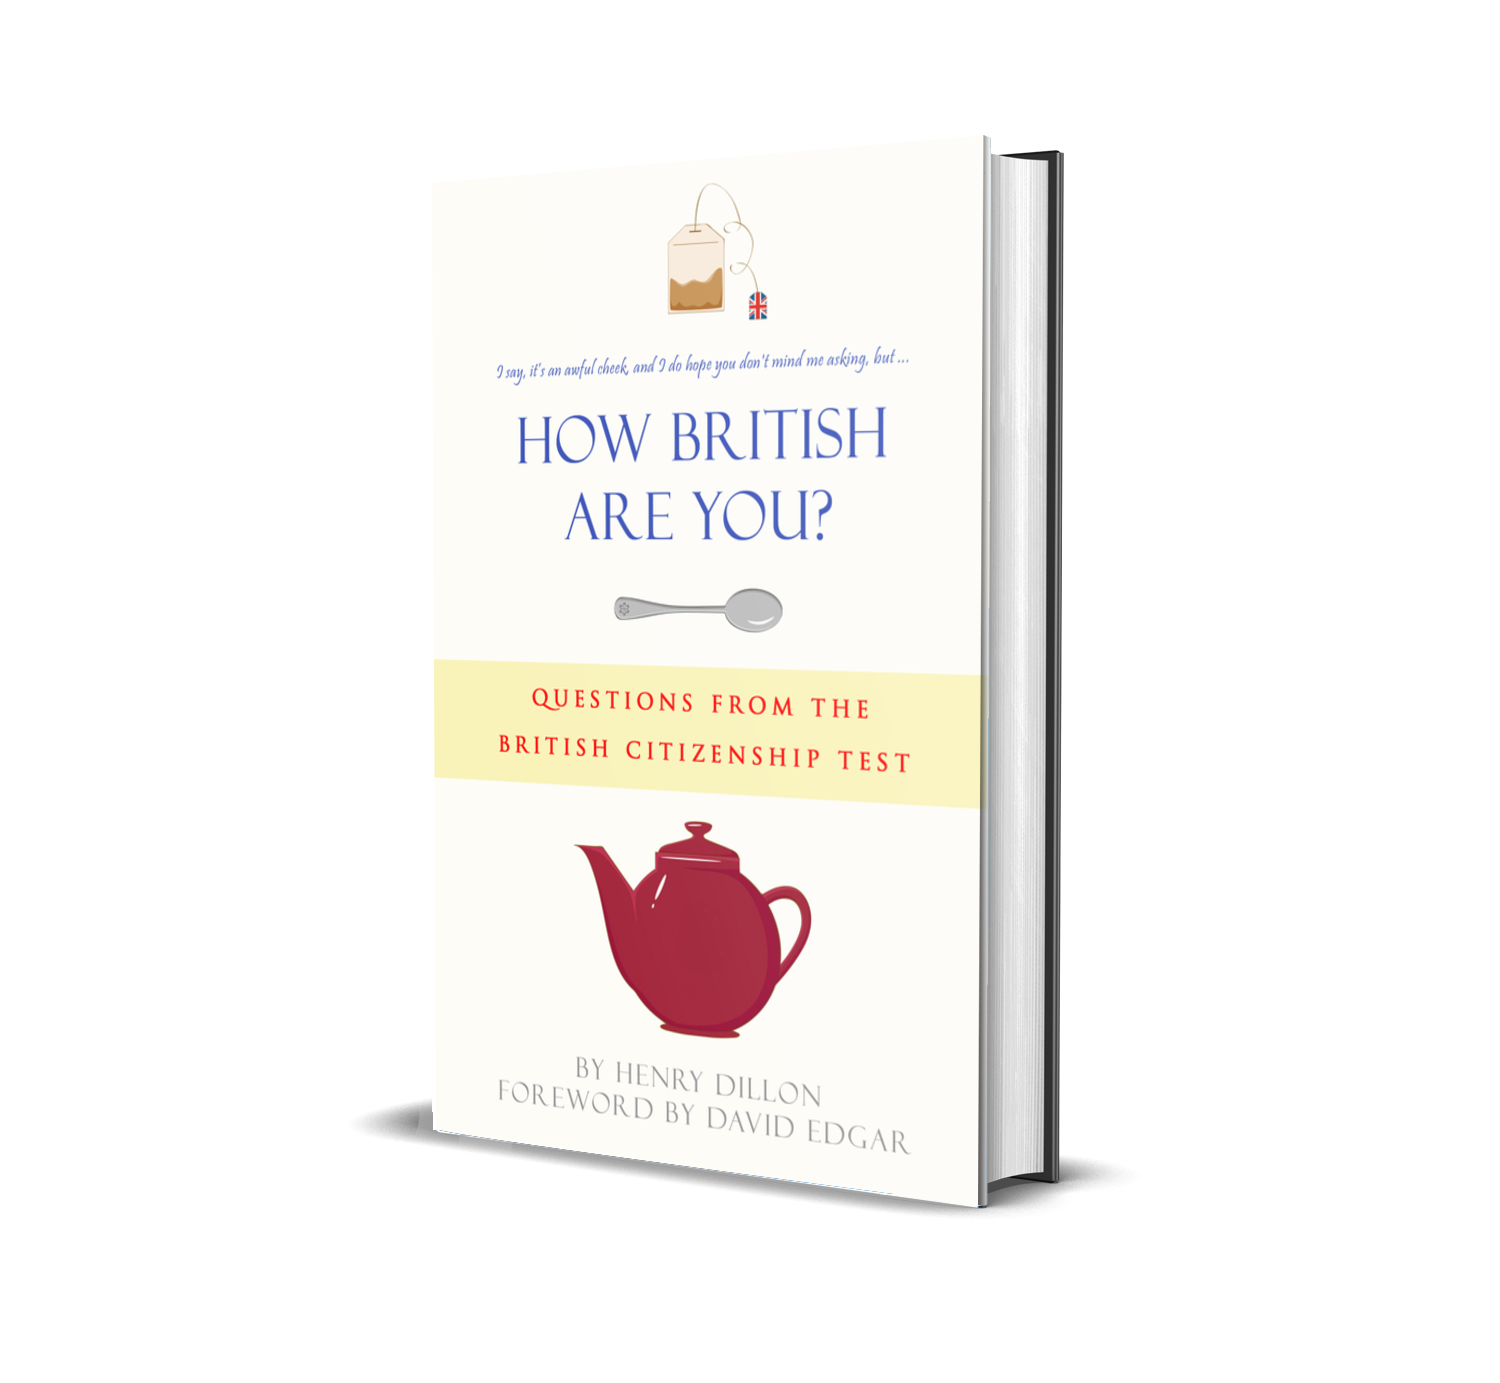 I say, it's an awful cheek, and I do hope you don't mind me asking, but ...
HOW BRITISH
ARE YOU?
QUESTIONS FROM THE
BRITISH CITIZENSHIP TEST
BY HENRY DILLON
FOREWORD BY DAVID EDGAR